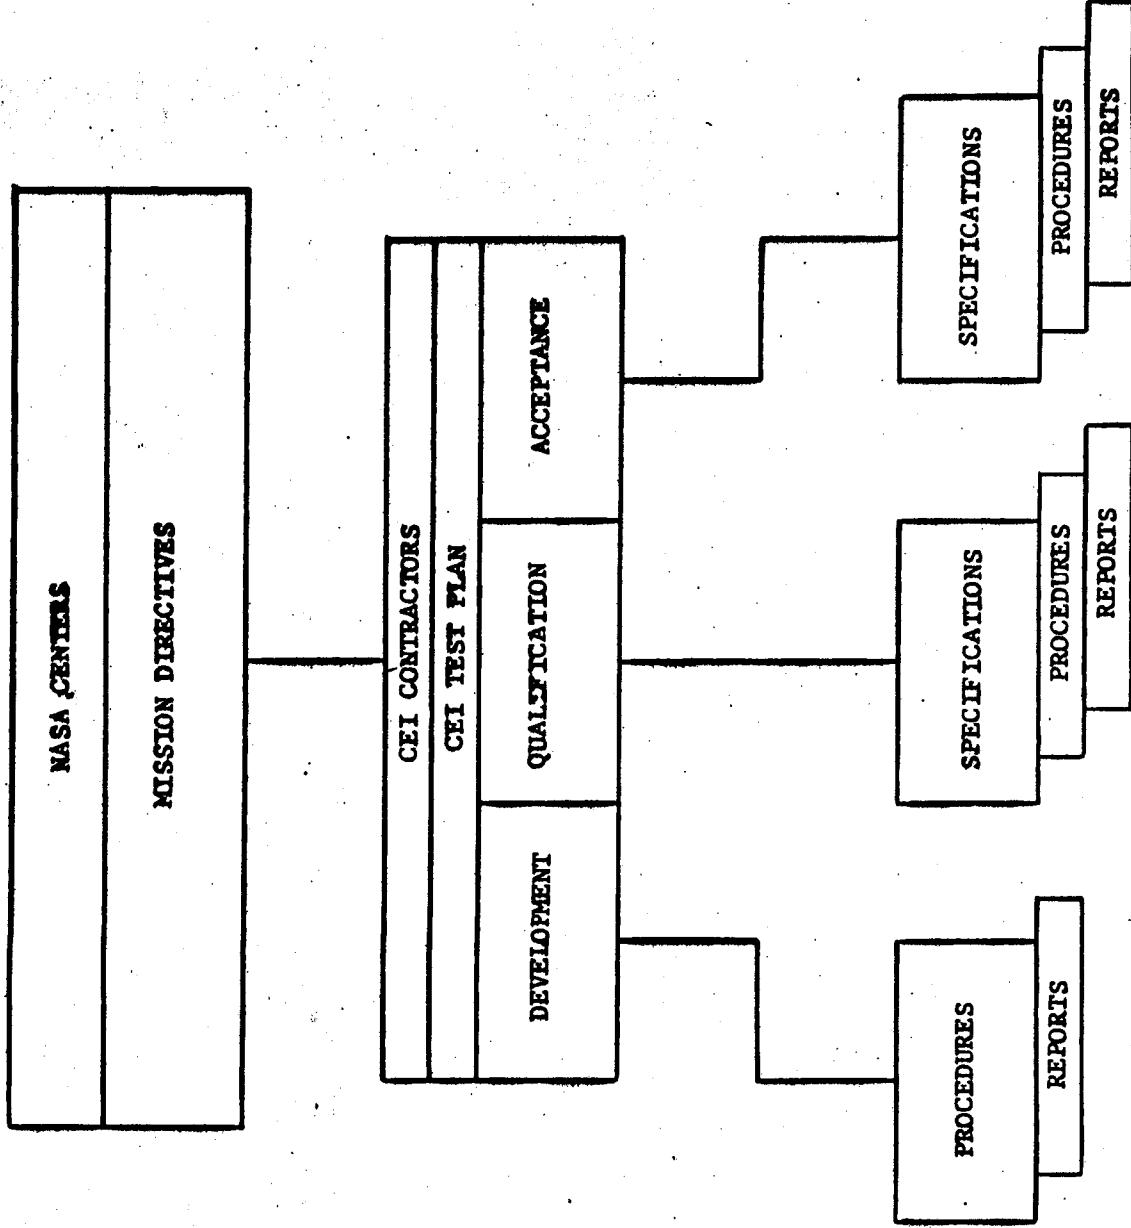 NASA CENTERS
MISSION DIRECTIVES
CEI CONTRACTORS
CEI TEST PLAN
DEVELOPMENT
QUALIFICATION
ACCEPTANCE
PROCEDURES
REPORTS
SPECIFICATIONS
PROCEDURES
REPORTS
SPECIFICATIONS
PROCEDURES
REPORTS